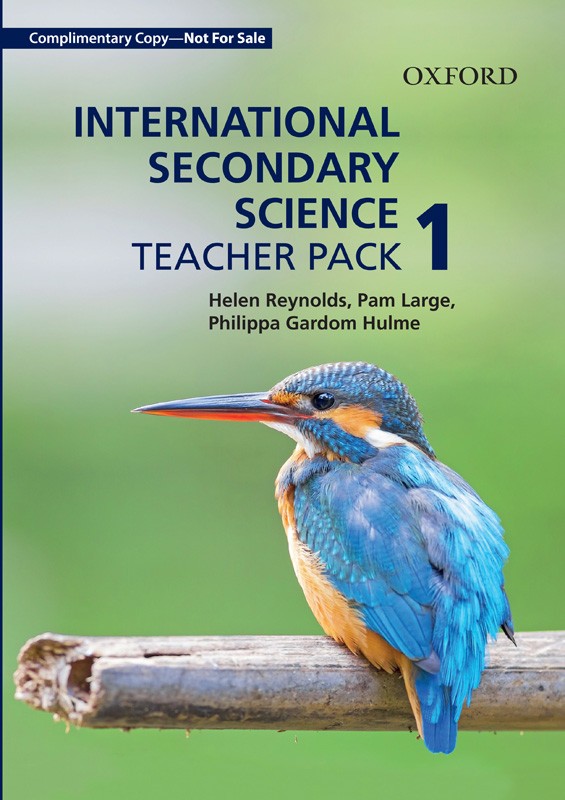 Complimentary Copy—Not For Sale
OXFORD
INTERNATIONAL
SECONDARY
SCIENCE
TEACHER PACK 1
Helen Reynolds, Pam Large,
Philippa Gardom Hulme